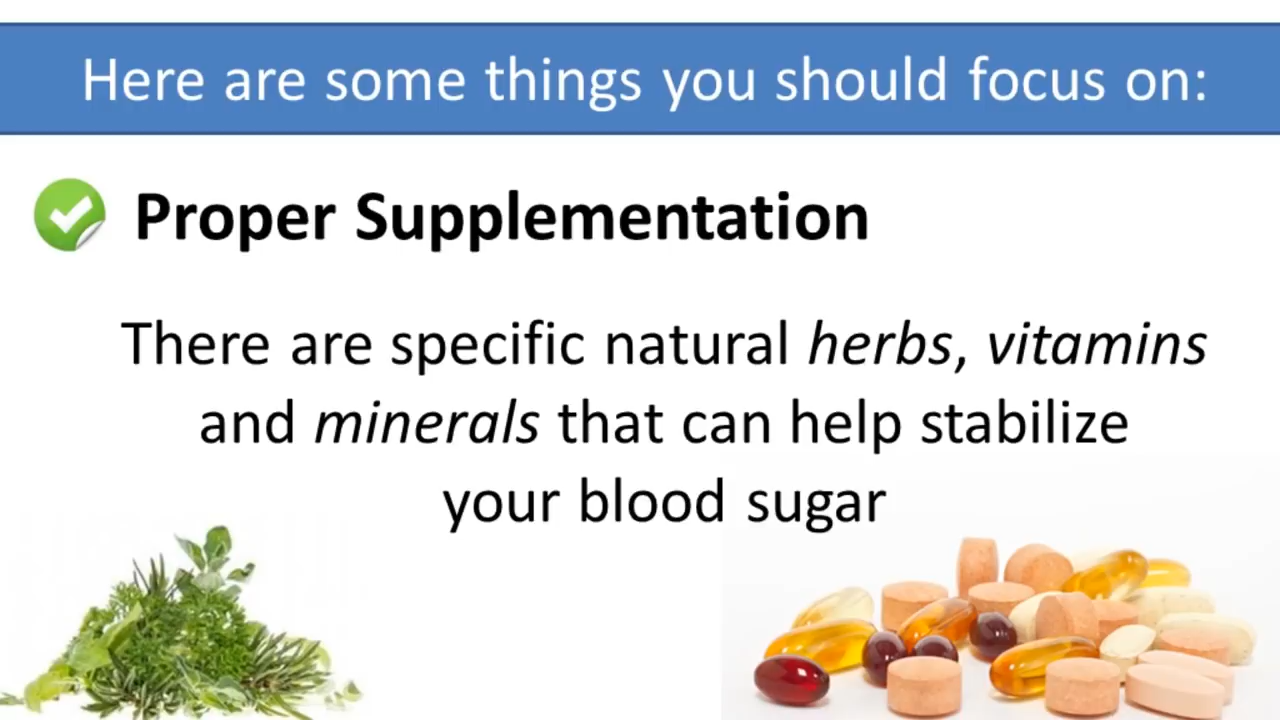 Here are some things you should focus on:
Proper Supplementation
There are specific natural herbs, vitamins
and minerals that can help stabilize
your blood sugar